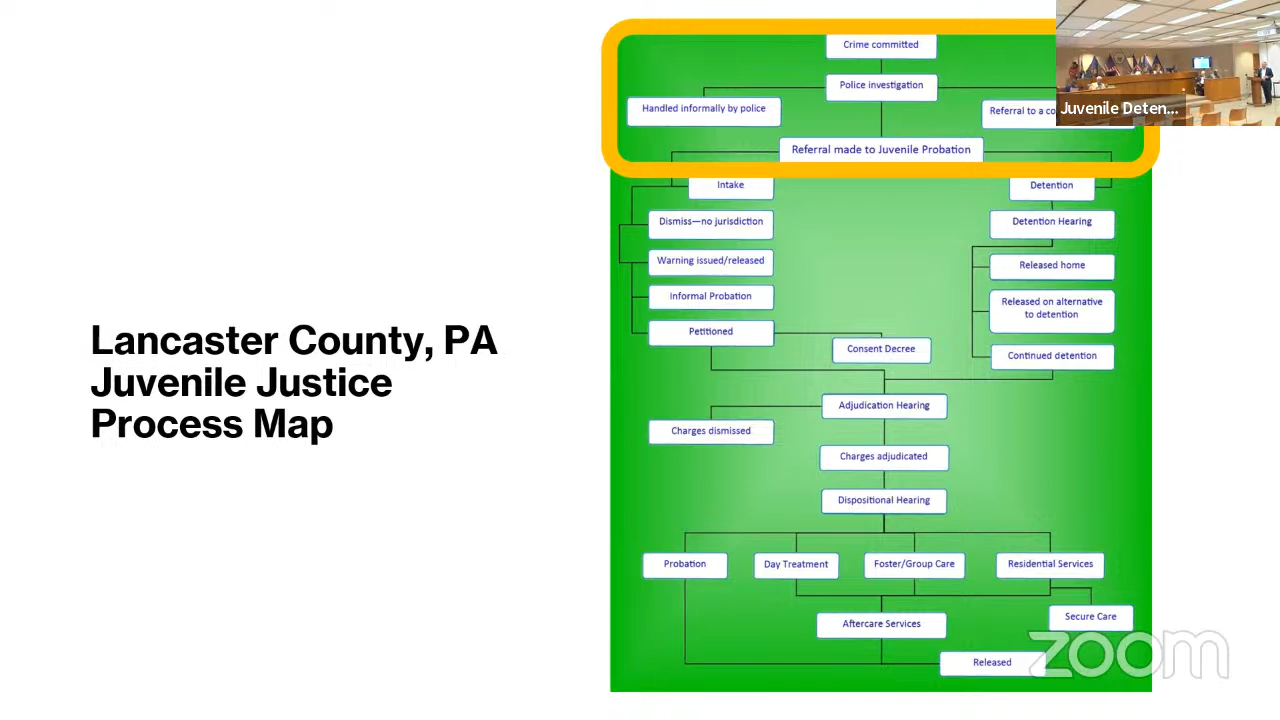 Lancaster County, PA
Juvenile Justice
Process Map
Crime committed
Police investigation
Handled informally by police
Referral to a co
Referral made to Juvenile Probation
Intake
Detention
Dismiss—no jurisdiction
Detention Hearing
Warning issued/released
Released home
Informal Probation
Released on alternative
to detention
Petitioned
Consent Decree
Continued detention
Adjudication Hearing
Charges dismissed
Charges adjudicated
Dispositional Hearing
Probation
Day Treatment
Foster/Group Care
Residential Services
Aftercare Services
Secure Care
Released
Juvenile Deten...
zoom